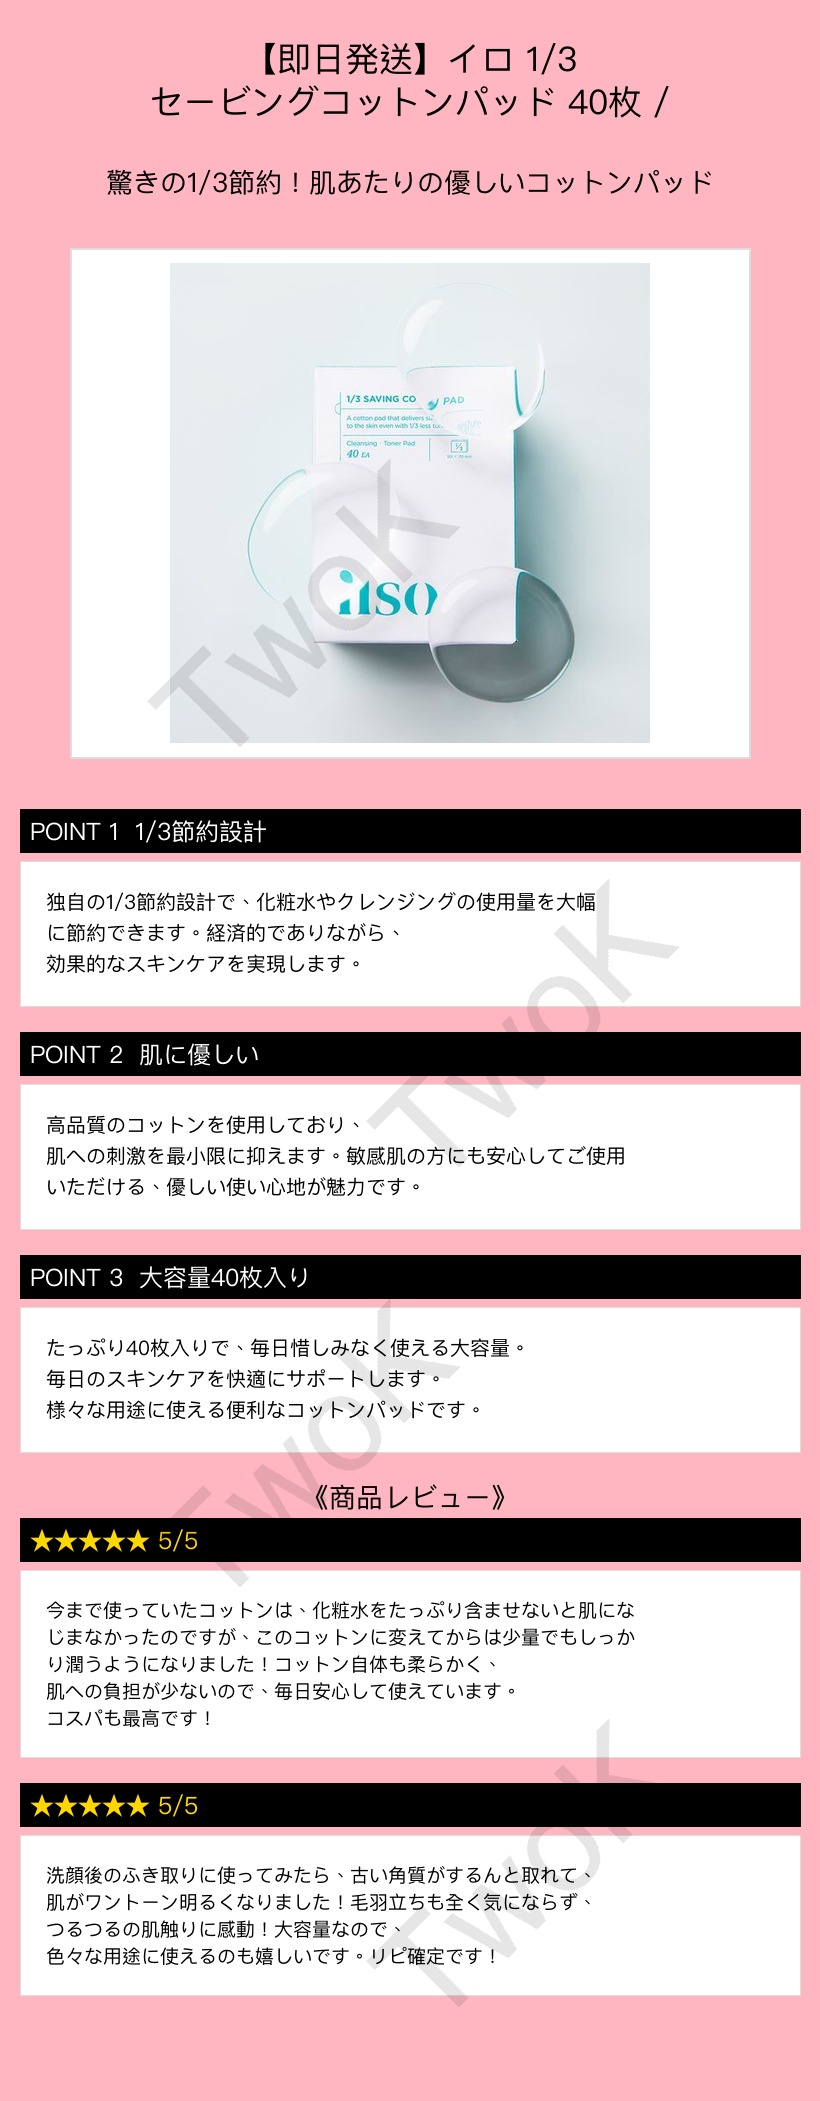 【即日発送】イロ 1/3
セービングコットンパッド 40枚 /
驚きの1/3節約！肌あたりの優しいコットンパッド
1/3 SAVING CO PAD
A cotton pad that delivers
to the skin even with 1/3 less
Cleansing · Toner Pad
40 EA
1/3
ilso
TwoK
POINT 1 1/3節約設計
独自の1/3節約設計で、化粧水やクレンジングの使用量を大幅
に節約できます。経済的でありながら、
効果的なスキンケアを実現します。
TwoK
POINT 2 肌に優しい
高品質のコットンを使用しており、
肌への刺激を最小限に抑えます。敏感肌の方にも安心してご使用
いただける、優しい使い心地が魅力です。
POINT 3 大容量40枚入り
たっぷり40枚入りで、毎日惜しみなく使える大容量。
毎日のスキンケアを快適にサポートします。
様々な用途に使える便利なコットンパッドです。
TwoK
《商品レビュー》
★★★★★ 5/5
今まで使っていたコットンは、化粧水をたっぷり含ませないと肌にな
じまなかったのですが、このコットンに変えてからは少量でもしっか
り潤うようになりました！コットン自体も柔らかく、
肌への負担が少ないので、毎日安心して使えています。
コスパも最高です！
TwoK
★★★★★ 5/5
洗顔後のふき取りに使ってみたら、古い角質がするんと取れて、
肌がワントーン明るくなりました！毛羽立ちも全く気にならず、
つるつるの肌触りに感動！大容量なので、
色々な用途に使えるのも嬉しいです。リピ確定です！